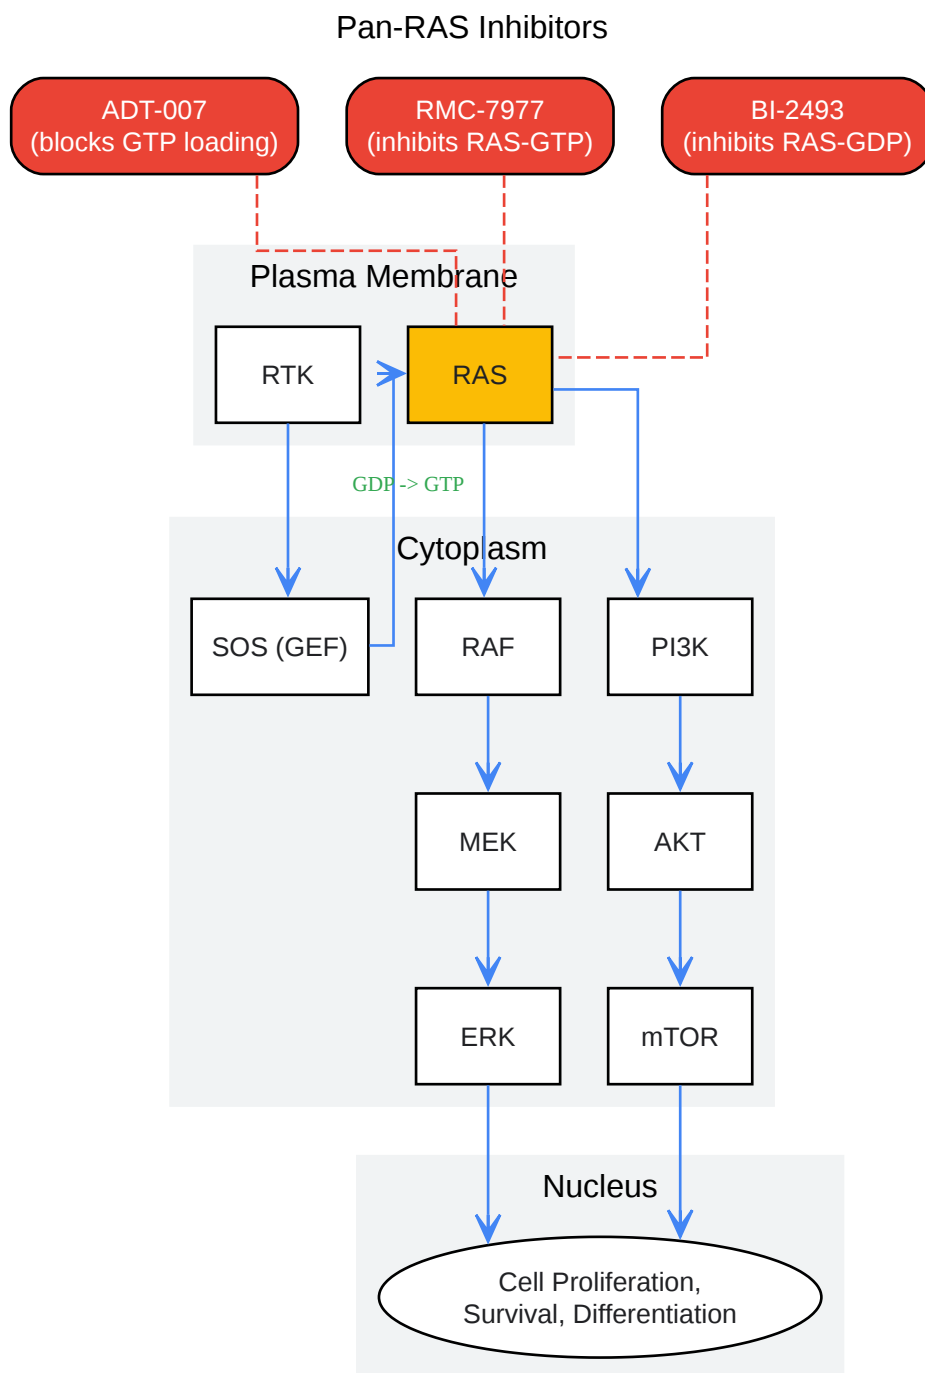 Pan-RAS Inhibitors
ADT-007
(blocks GTP loading)
RMC-7977
(inhibits RAS-GTP)
BI-2493
(inhibits RAS-GDP)
Plasma Membrane
RTK
RAS
GDP -> GTP
Cytoplasm
SOS (GEF)
RAF
PI3K
MEK
AKT
ERK
mTOR
Nucleus
Cell Proliferation,
Survival, Differentiation